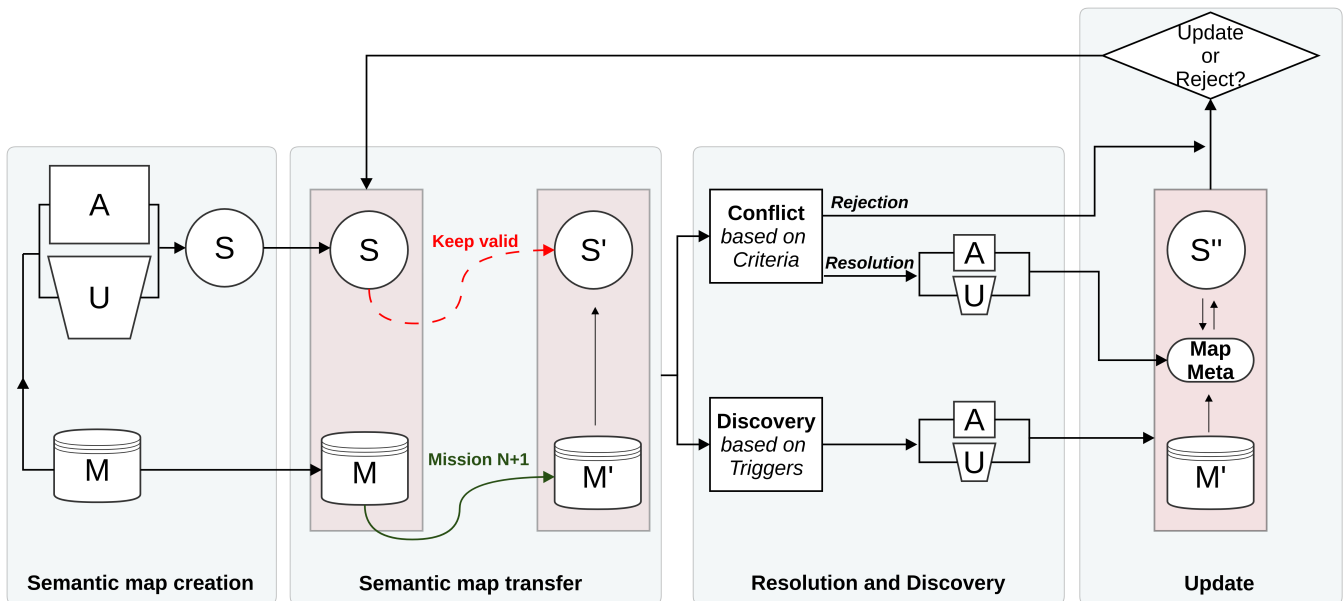 Update
or
Reject?
A
U
S
M
Semantic map creation
S
Keep valid
S'
M
Mission N+1
M'
Semantic map transfer
Conflict
based on
Criteria
Rejection
Resolution
A
U
Discovery
based on
Triggers
A
U
Resolution and Discovery
S''
Map
Meta
M'
Update